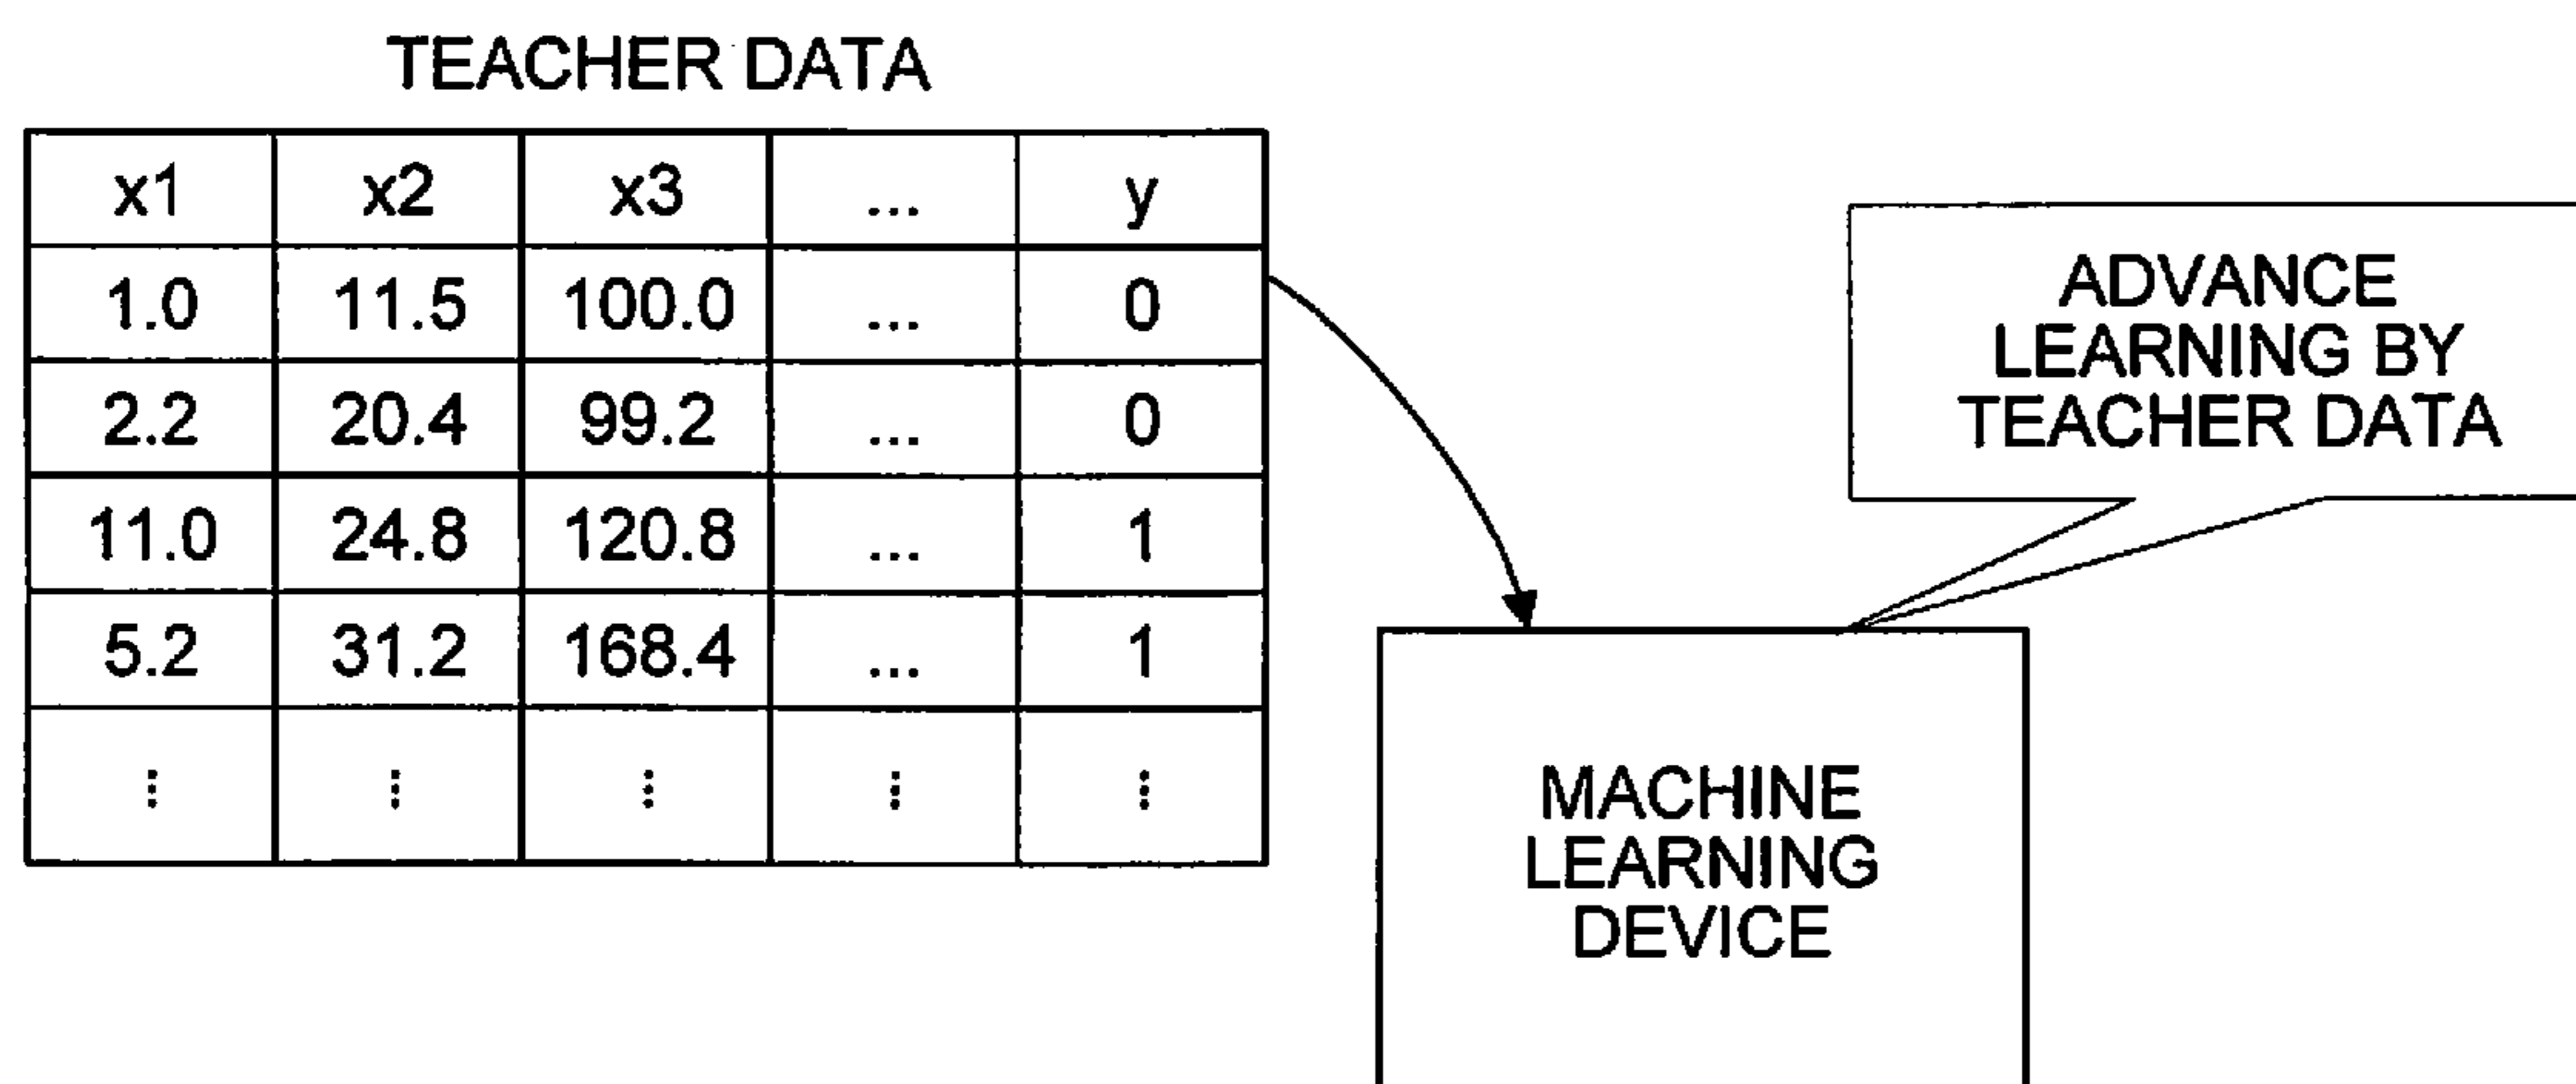 TEACHER DATA
x1 x2 x3 ... y
1.0 11.5 100.0 ... 0
2.2 20.4 99.2 ... 0
11.0 24.8 120.8 ... 1
5.2 31.2 168.4 ... 1
⋮ ⋮ ⋮ ⋮ ⋮
ADVANCE
LEARNING BY
TEACHER DATA
MACHINE
LEARNING
DEVICE